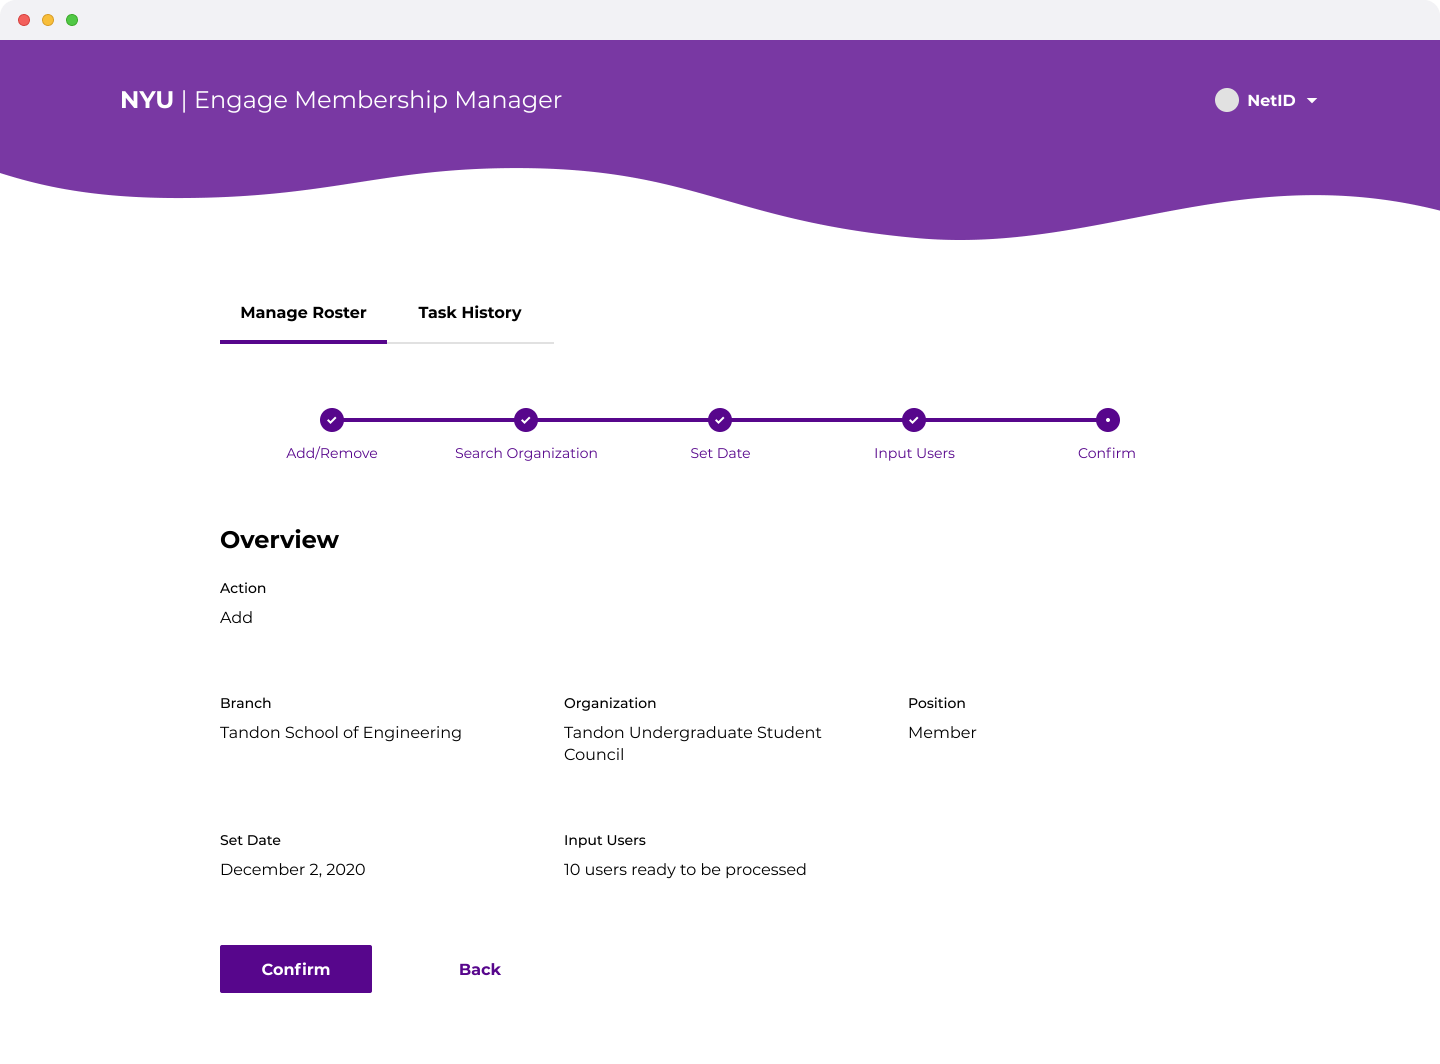 NYU | Engage Membership Manager
NetID
Manage Roster
Task History
Add/Remove
Search Organization
Set Date
Input Users
Confirm
Overview
Action
Add
Branch
Tandon School of Engineering
Organization
Tandon Undergraduate Student
Council
Position
Member
Set Date
December 2, 2020
Input Users
10 users ready to be processed
Confirm
Back